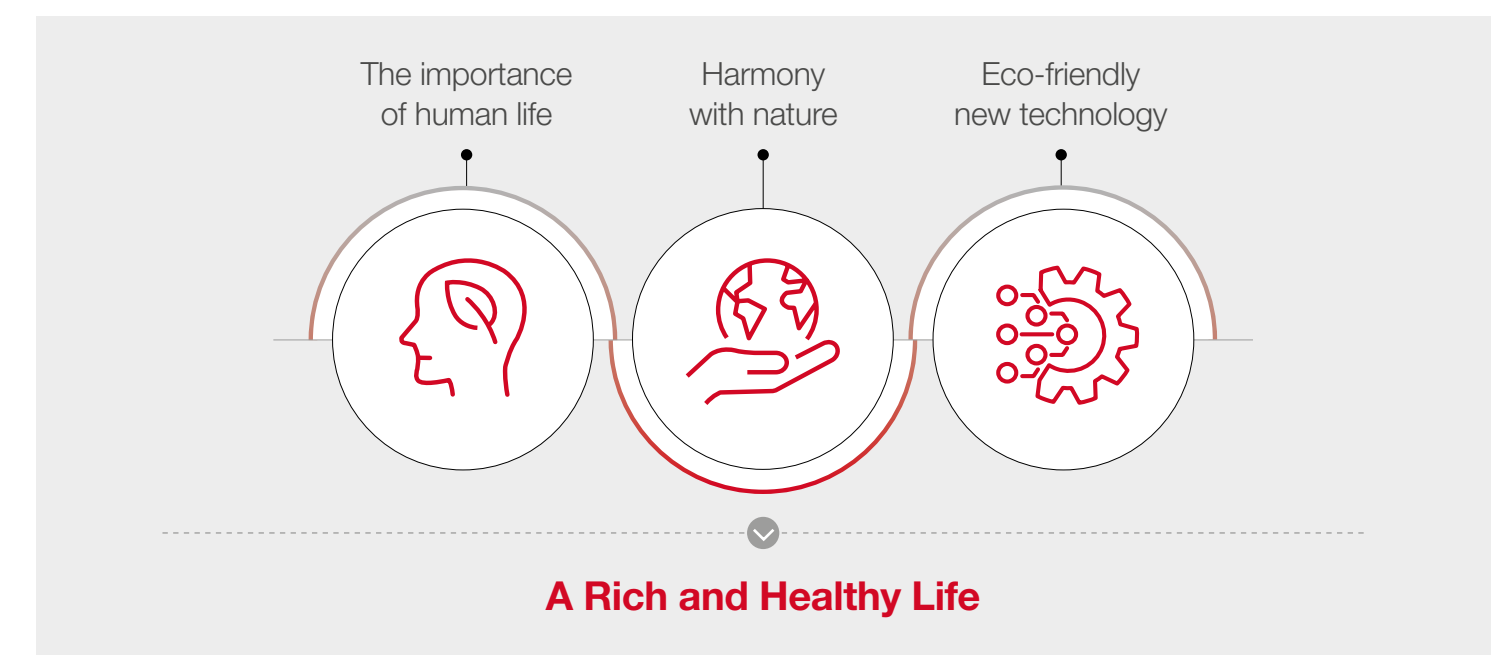 The importance
of human life
Harmony
with nature
Eco-friendly
new technology
A Rich and Healthy Life